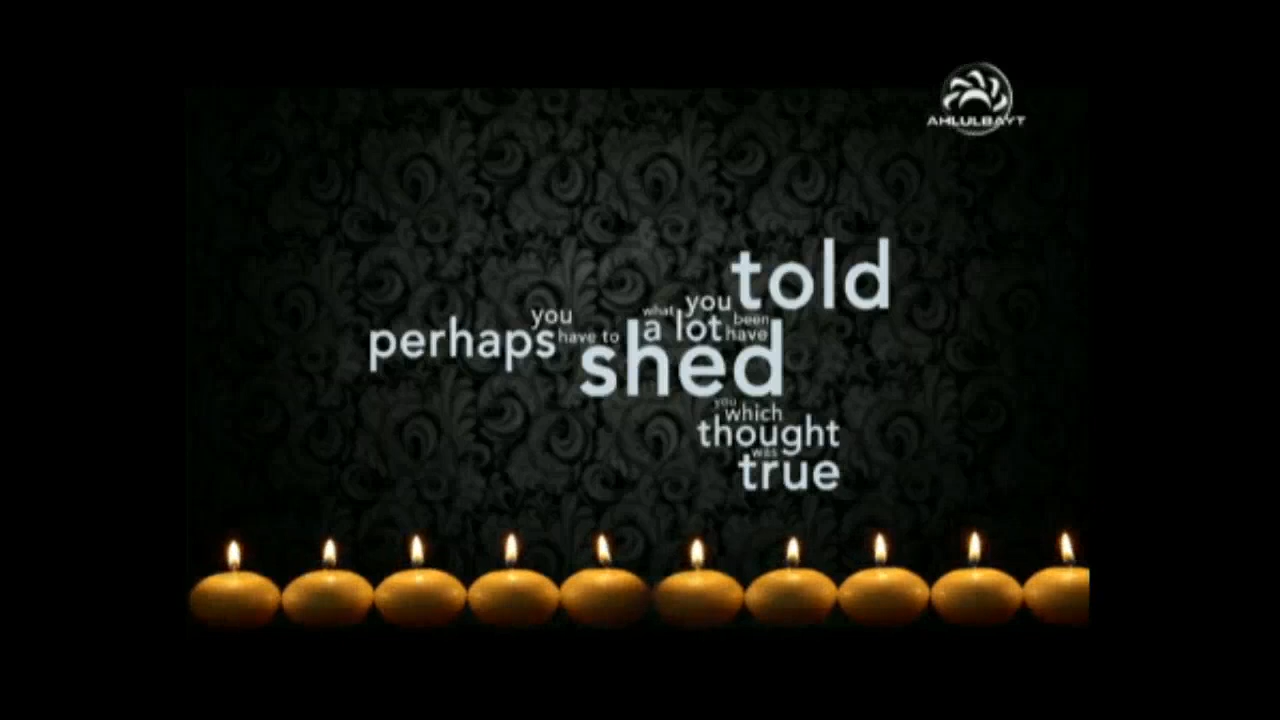 AHLULBAYT
perhaps
you
have to
shed
a lot
what
you
have
been
told
you
which
thought
was
true